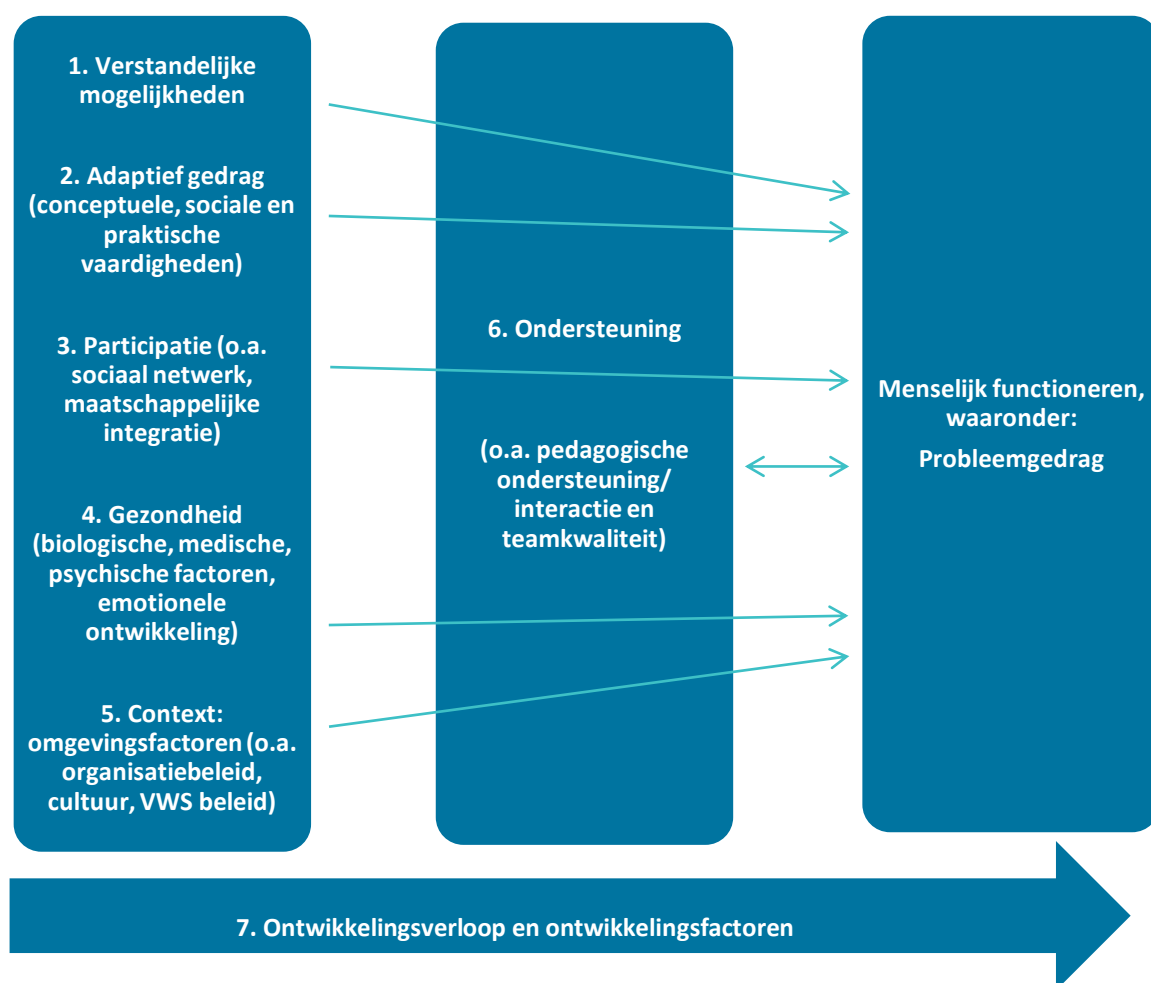 1. Verstandelijke
mogelijkheden
2. Adaptief gedrag
(conceptuele, sociale en
praktische
vaardigheden)
3. Participatie (o.a.
sociaal netwerk,
maatschappelijke
integratie)
4. Gezondheid
(biologische, medische,
psychische factoren,
emotionele
ontwikkeling)
5. Context:
omgevingsfactoren (o.a.
organisatiebeleid,
cultuur, VWS beleid)
6. Ondersteuning
(o.a. pedagogische
ondersteuning/
interactie en
teamkwaliteit)
Menselijk functioneren,
waaronder:
Probleemgedrag
7. Ontwikkelingsverloop en ontwikkelingsfactoren